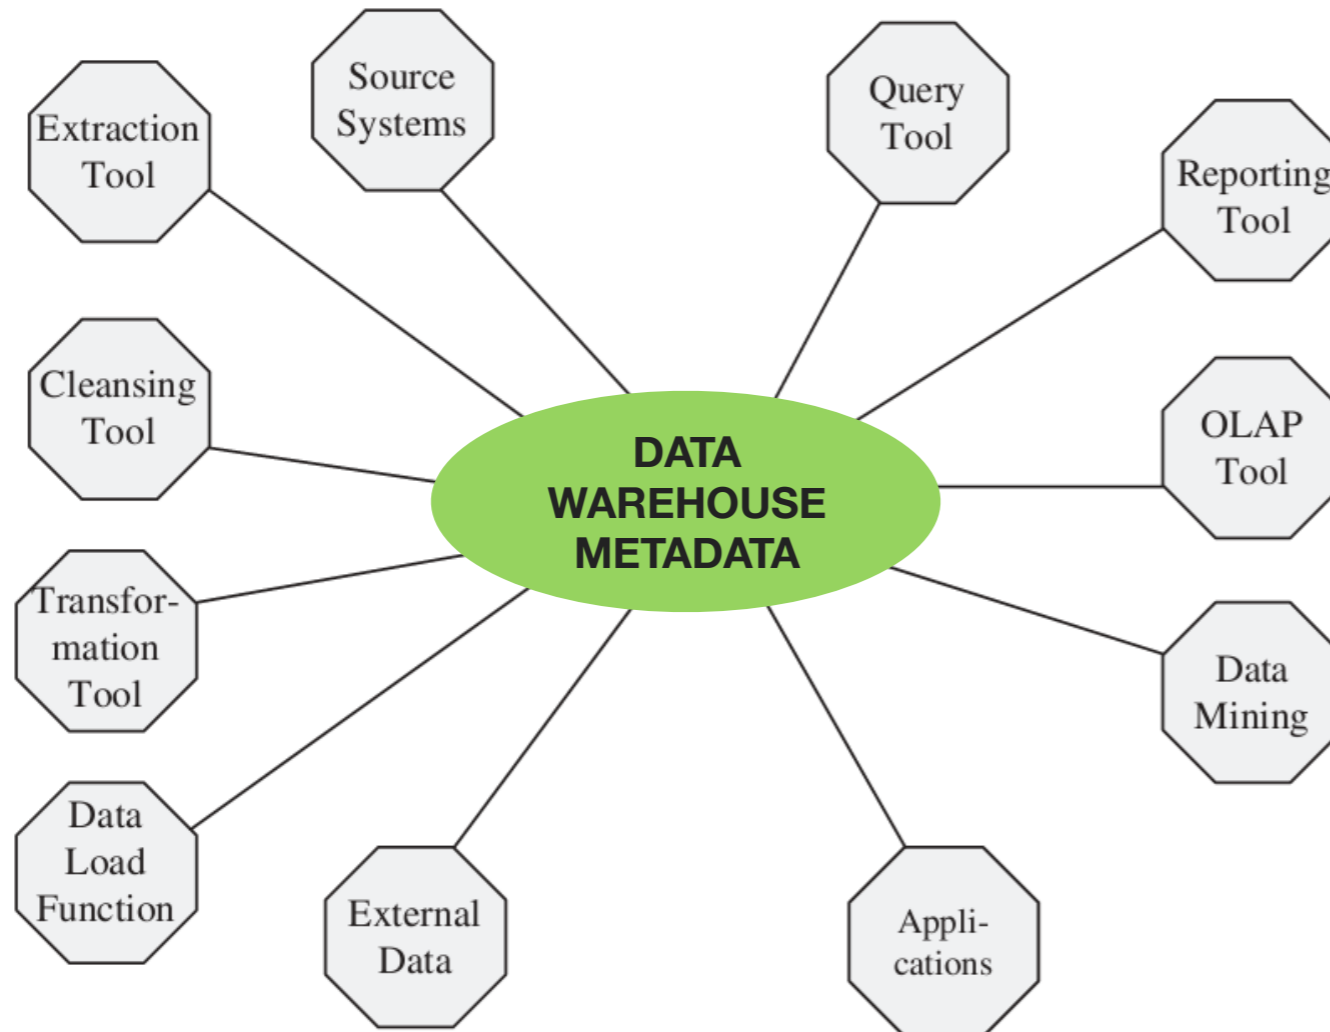 Source
Systems
Query
Tool
Extraction
Tool
Reporting
Tool
Cleansing
Tool
OLAP
Tool
DATA
WAREHOUSE
METADATA
Transfor-
mation
Tool
Data
Mining
Data
Load
Function
External
Data
Appli-
cations